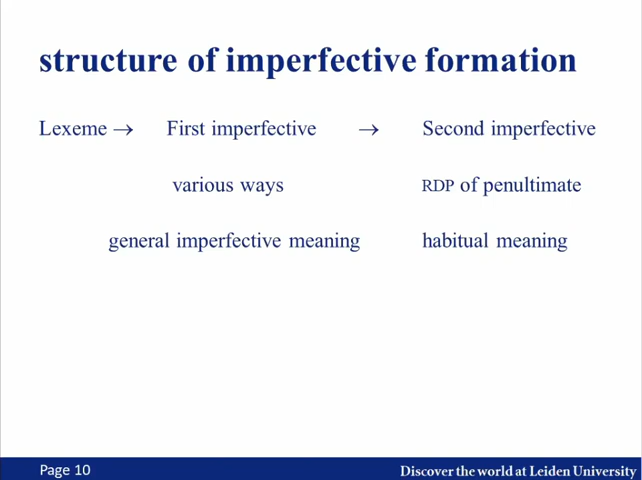 structure of imperfective formation
Lexeme → First imperfective → Second imperfective
various ways RDP of penultimate
general imperfective meaning habitual meaning
Page 10 Discover the world at Leiden University